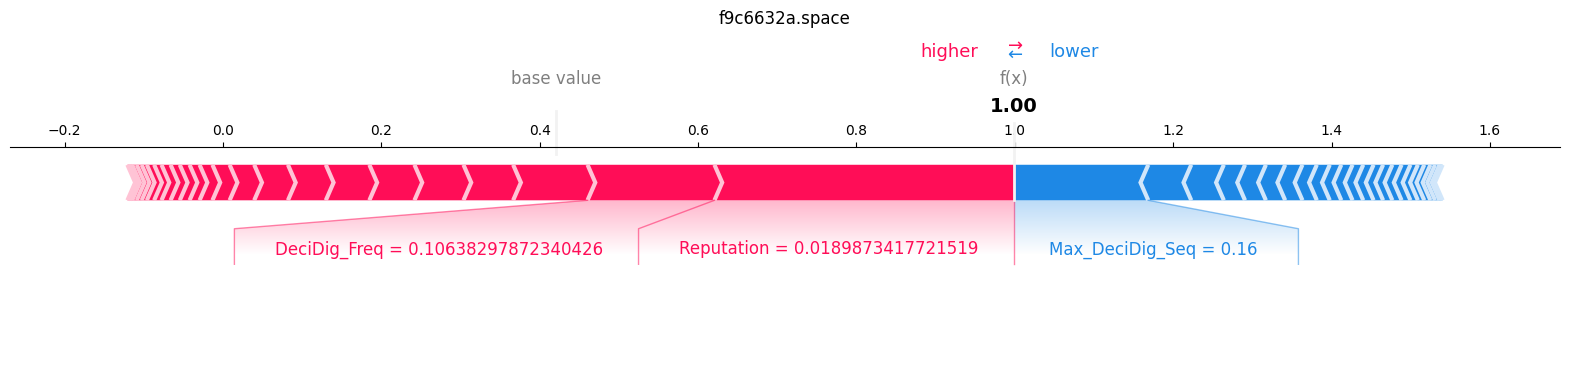 f9c6632a.space
higher ⇄ lower
base value f(x)
1.00
−0.2 0.0 0.2 0.4 0.6 0.8 1.0 1.2 1.4 1.6
DeciDig_Freq = 0.10638297872340426 Reputation = 0.0189873417721519 Max_DeciDig_Seq = 0.16